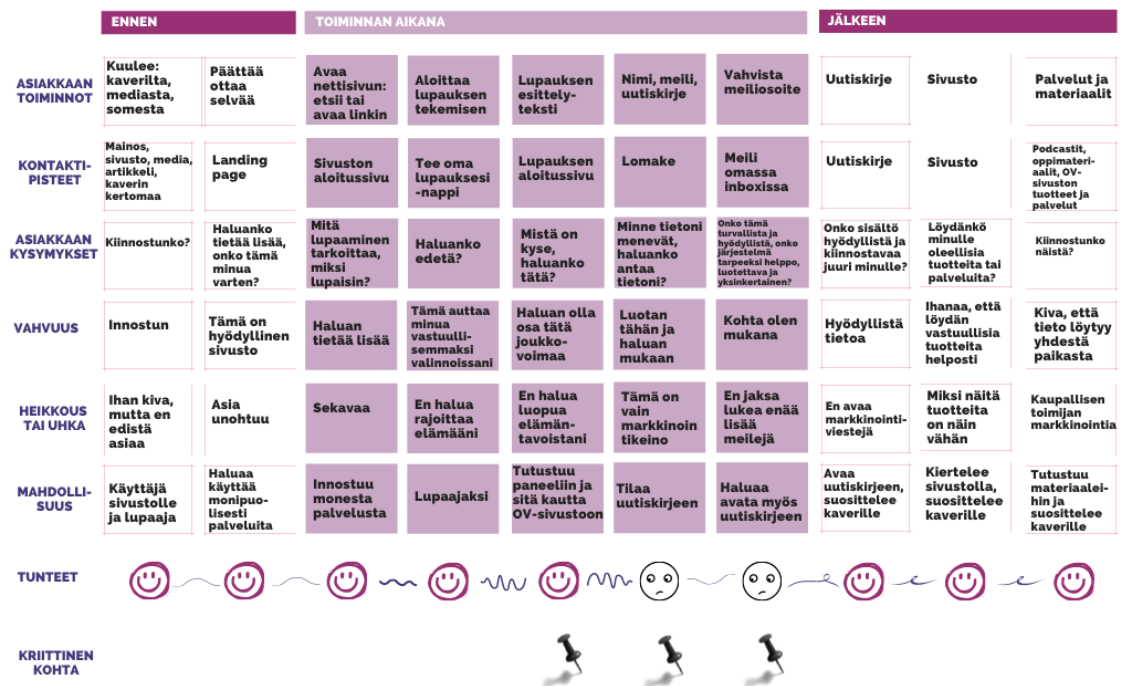 ENNEN
TOIMINNAN AIKANA
JÄLKEEN
ASIAKKAAN
TOIMINNOT
Kuulee:
kaverilta,
mediasta,
somesta
Päättää
ottaa
selvää
Avaa
nettisivun:
etsii tai
avaa linkin
Aloittaa
lupauksen
tekemisen
Lupauksen
esittely-
teksti
Nimi, meili,
uutiskirje
Vahvista
meiliosoite
Uutiskirje
Sivusto
Palvelut ja
materiaalit
KONTAKTI-
PISTEET
Mainos,
sivusto, media,
artikkeli,
kaverin
kertomaa
Landing
page
Sivuston
aloitussivu
Tee oma
lupauksesi
-nappi
Lupauksen
aloitussivu
Lomake
Meili
omassa
inboxissa
Uutiskirje
Sivusto
Podcastit,
oppimateri-
aalit, OV-
sivuston
tuotteet ja
palvelut
ASIAKKAAN
KYSYMYKSET
Kiinnostunko?
Haluanko
tietää lisää,
onko tämä
minua
varten?
Mitä
lupaaminen
tarkoittaa,
miksi
lupaisin?
Haluanko
edetä?
Mistä on
kyse,
haluanko
tätä?
Minne tietoni
menevät,
haluanko
antaa
tietoni?
Onko tämä
turvallista ja
hyödyllistä, onko
järjestelmä
tarpeeksi helppo,
luotettava ja
yksinkertainen?
Onko sisältö
hyödyllistä ja
kiinnostavaa
juuri minulle?
Löydänkö
minulle
oleellisia
tuotteita tai
palveluita?
Kiinnostunko
näistä?
VAHVUUS
Innostun
Tämä on
hyödyllinen
sivusto
Haluan
tietää lisää
Tämä auttaa
minua
vastuulli-
semmaksi
valinnoissani
Haluan olla
osa tätä
joukko-
voimaa
Luotan
tähän ja
haluan
mukaan
Kohta olen
mukana
Hyödyllistä
tietoa
Ihanaa, että
löydän
vastuullisia
tuotteita
helposti
Kiva, että
tieto löytyy
yhdestä
paikasta
HEIKKOUS
TAI UHKA
Ihan kiva,
mutta en
edistä
asiaa
Asia
unohtuu
Sekavaa
En halua
rajoittaa
elämääni
En halua
luopua
elämän-
tavoistani
Tämä on
vain
markkinoin
tikeino
En jaksa
lukea enää
lisää
meilejä
En avaa
markkinointi-
viestejä
Miksi näitä
tuotteita
on näin
vähän
Kaupallisen
toimijan
markkinointia
MAHDOLLI-
SUUS
Käyttäjä
sivustolle
ja lupaaja
Haluaa
käyttää
monipuo-
lisesti
palveluita
Innostuu
monesta
palvelusta
Lupaajaksi
Tutustuu
paneeliin ja
sitä kautta
OV-sivustoon
Tilaa
uutiskirjeen
Haluaa
avata myös
uutiskirjeen
Avaa
uutiskirjeen,
suosittelee
kaverille
Kiertelee
sivustolla,
suosittelee
kaverille
Tutustuu
materiaalei-
hin ja
suosittelee
kaverille
TUNTEET
KRIITTINEN
KOHTA